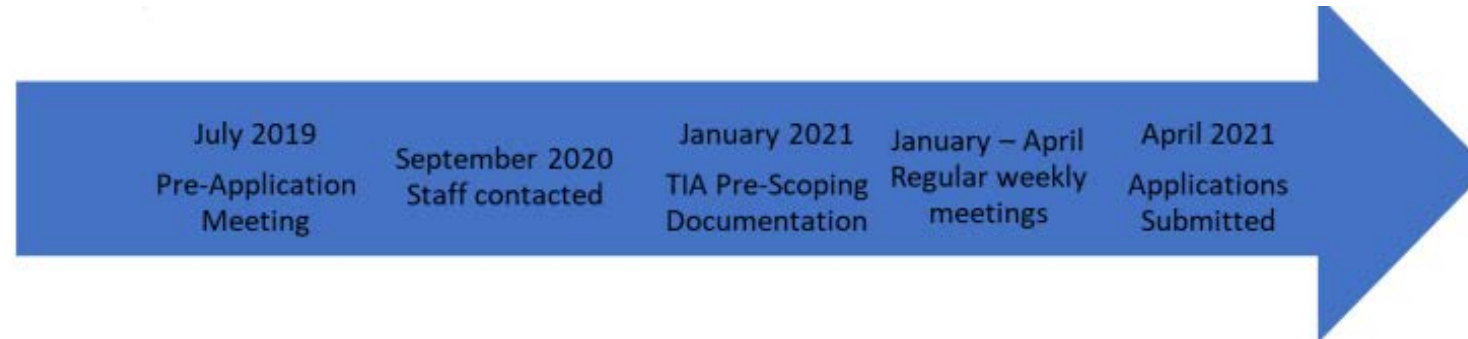 July 2019
Pre-Application
Meeting
September 2020
Staff contacted
January 2021
TIA Pre-Scoping
Documentation
January – April
Regular weekly
meetings
April 2021
Applications
Submitted